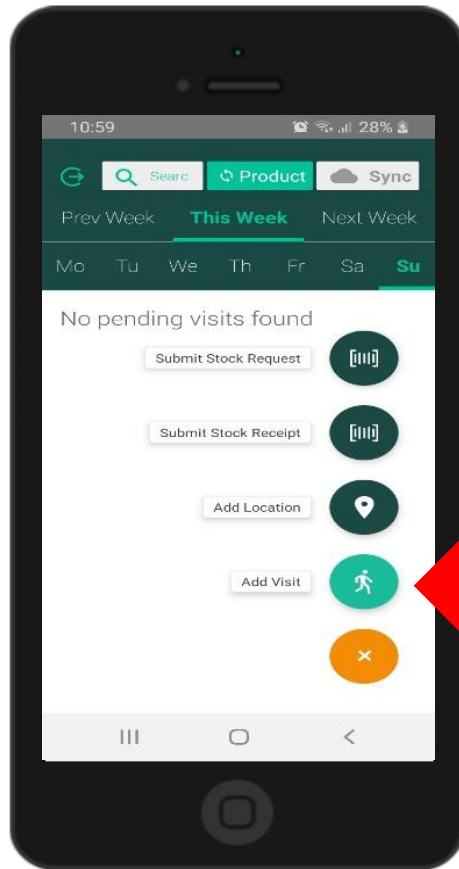 10:59 28%
Searc Product Sync
Prev Week This Week Next Week
Mo Tu We Th Fr Sa Su
No pending visits found
Submit Stock Request
Submit Stock Receipt
Add Location
Add Visit